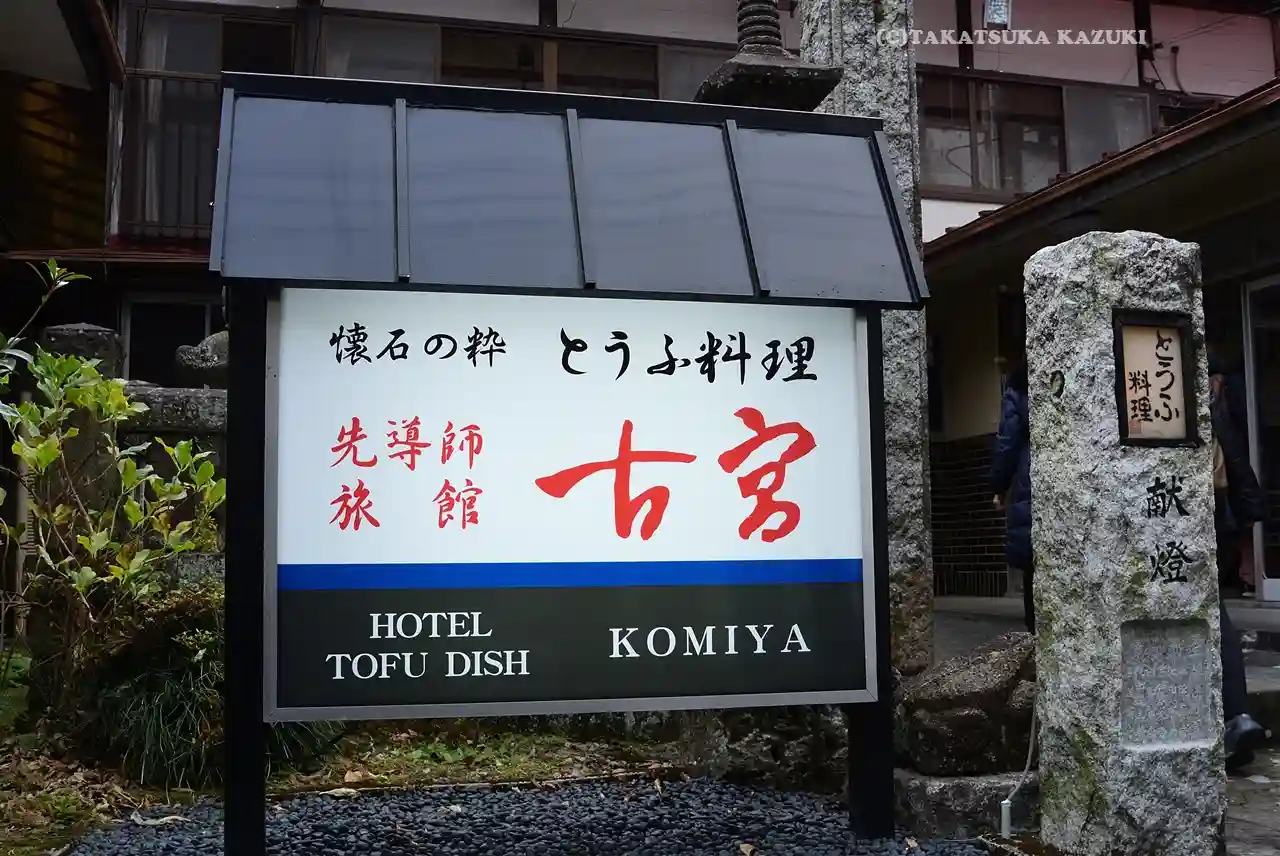 (C)TAKATSUKA KAZUKI
懐石の粋 とうふ料理
先導師
旅館
古宮
HOTEL
TOFU DISH
KOMIYA
とうふ
料理
献燈